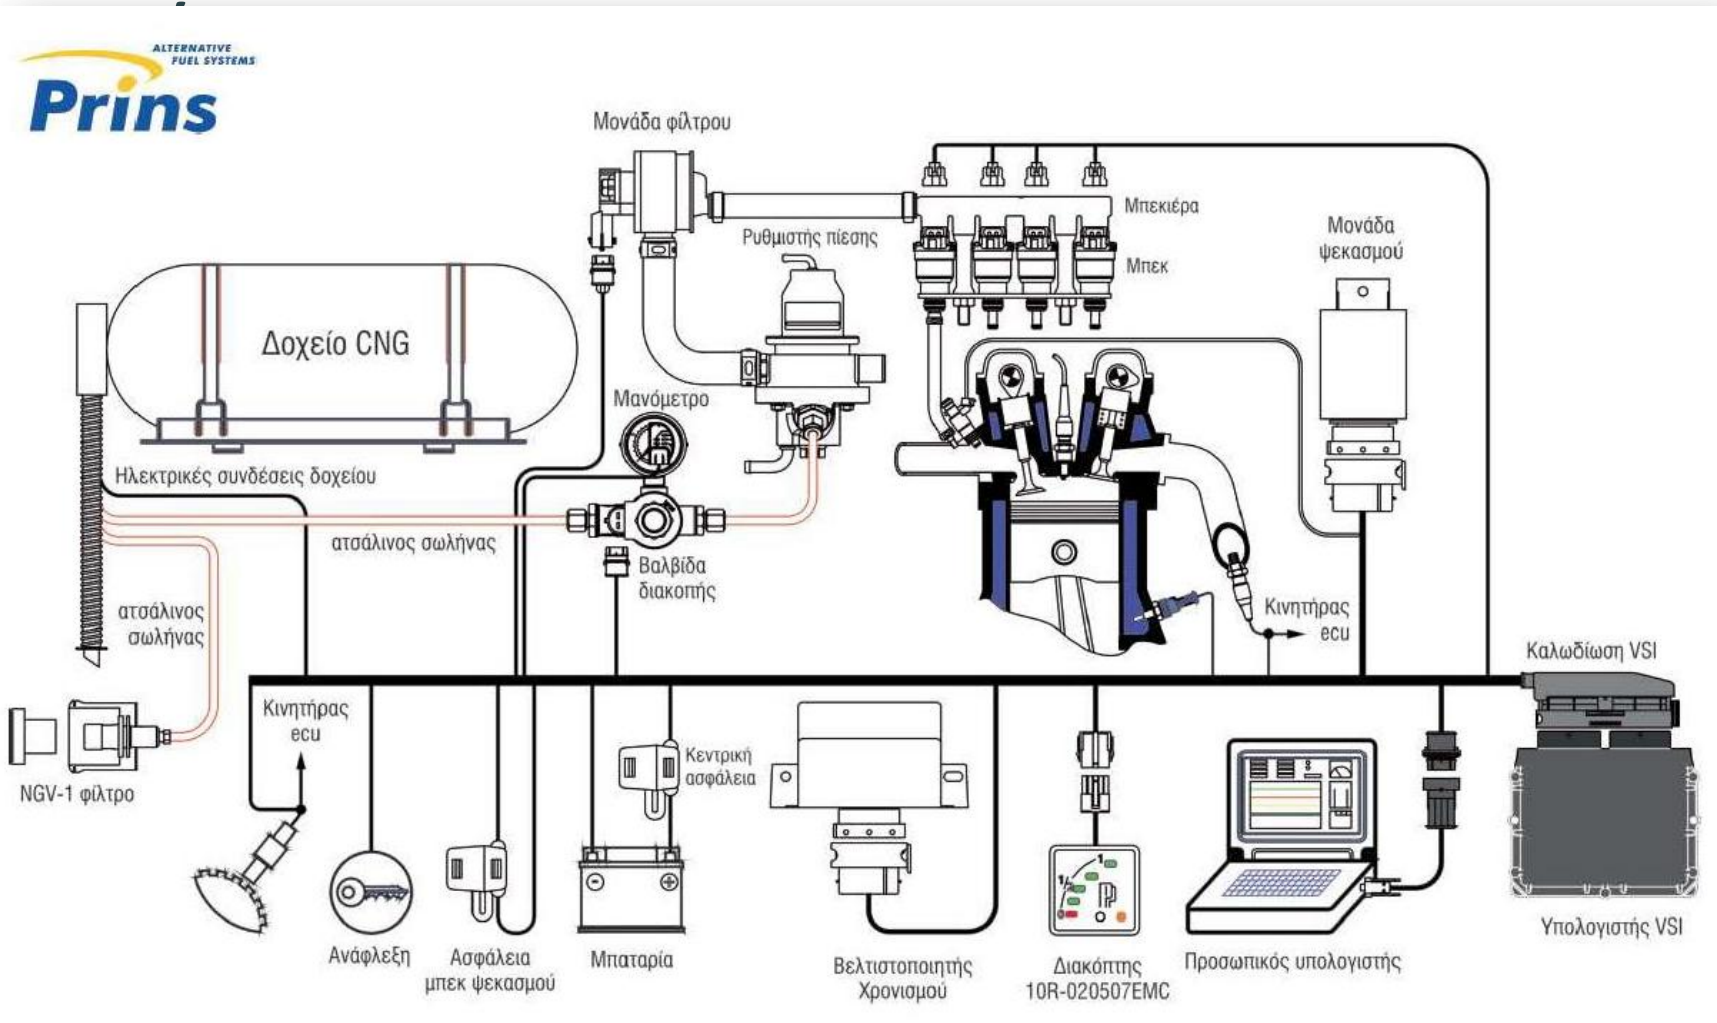 ALTERNATIVE
FUEL SYSTEMS
Prins
Μονάδα φίλτρου
Μπεκιέρα
Ρυθμιστής πίεσης
Μονάδα
ψεκασμού
Μπεκ
Δοχείο CNG
Μανόμετρο
Ηλεκτρικές συνδέσεις δοχείου
ατσάλινος σωλήνας
Βαλβίδα
διακοπής
ατσάλινος
σωλήνας
Κινητήρας
ecu
Καλωδίωση VSI
Κινητήρας
ecu
Κεντρική
ασφάλεια
NGV-1 φίλτρο
1
Ανάφλεξη
Ασφάλεια
μπεκ ψεκασμού
Μπαταρία
Βελτιστοποιητής
Χρονισμού
Διακόπτης
10R-020507EMC
Προσωπικός υπολογιστής
Υπολογιστής VSI